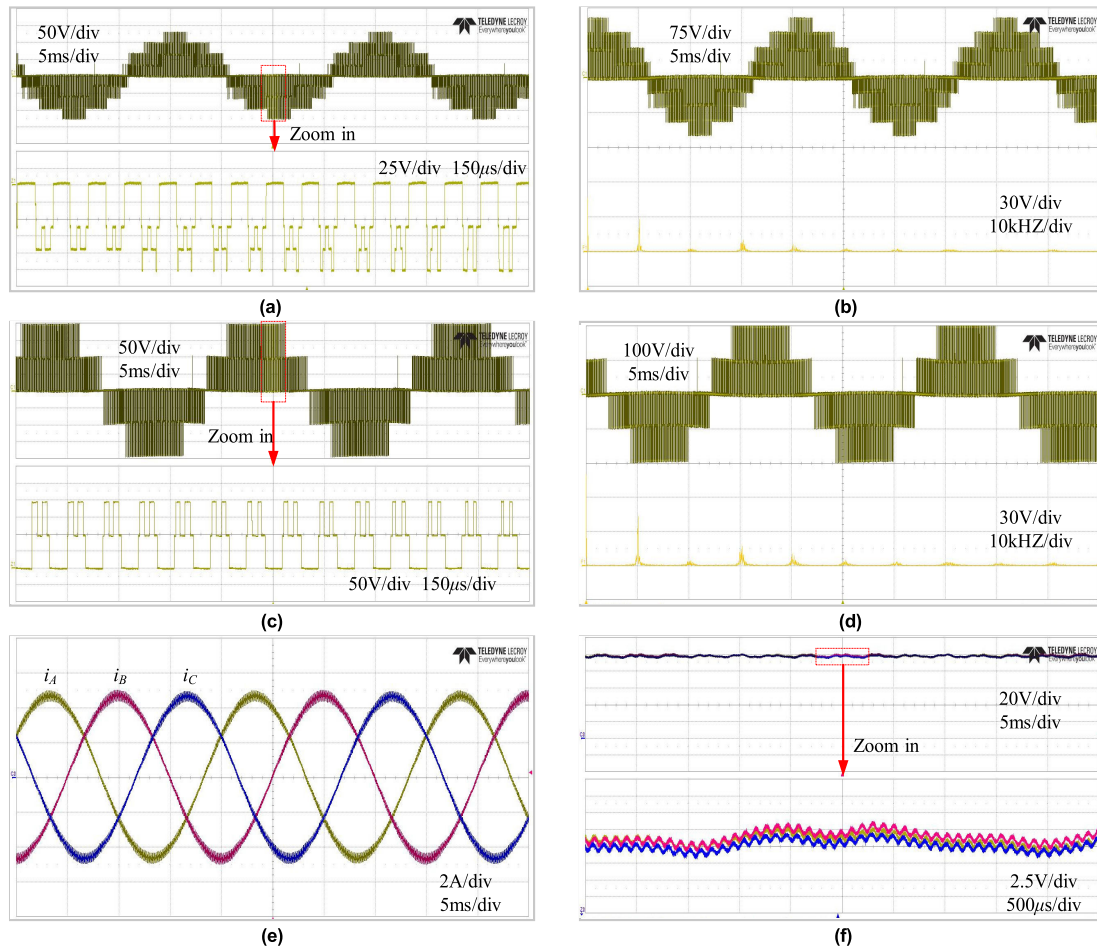 50V/div
5ms/div
TELEDYNE LECROY
Everywhereyoulook
Zoom in
25V/div 150μs/div
(a)
75V/div
5ms/div
TELEDYNE LECROY
Everywhereyoulook
30V/div
10kHZ/div
(b)
50V/div
5ms/div
TELEDYNE LECROY
Everywhereyoulook
Zoom in
50V/div 150μs/div
(c)
100V/div
5ms/div
TELEDYNE LECROY
Everywhereyoulook
30V/div
10kHZ/div
(d)
i_A i_B i_C
TELEDYNE LECROY
Everywhereyoulook
2A/div
5ms/div
(e)
TELEDYNE LECROY
Everywhereyoulook
20V/div
5ms/div
Zoom in
2.5V/div
500μs/div
(f)